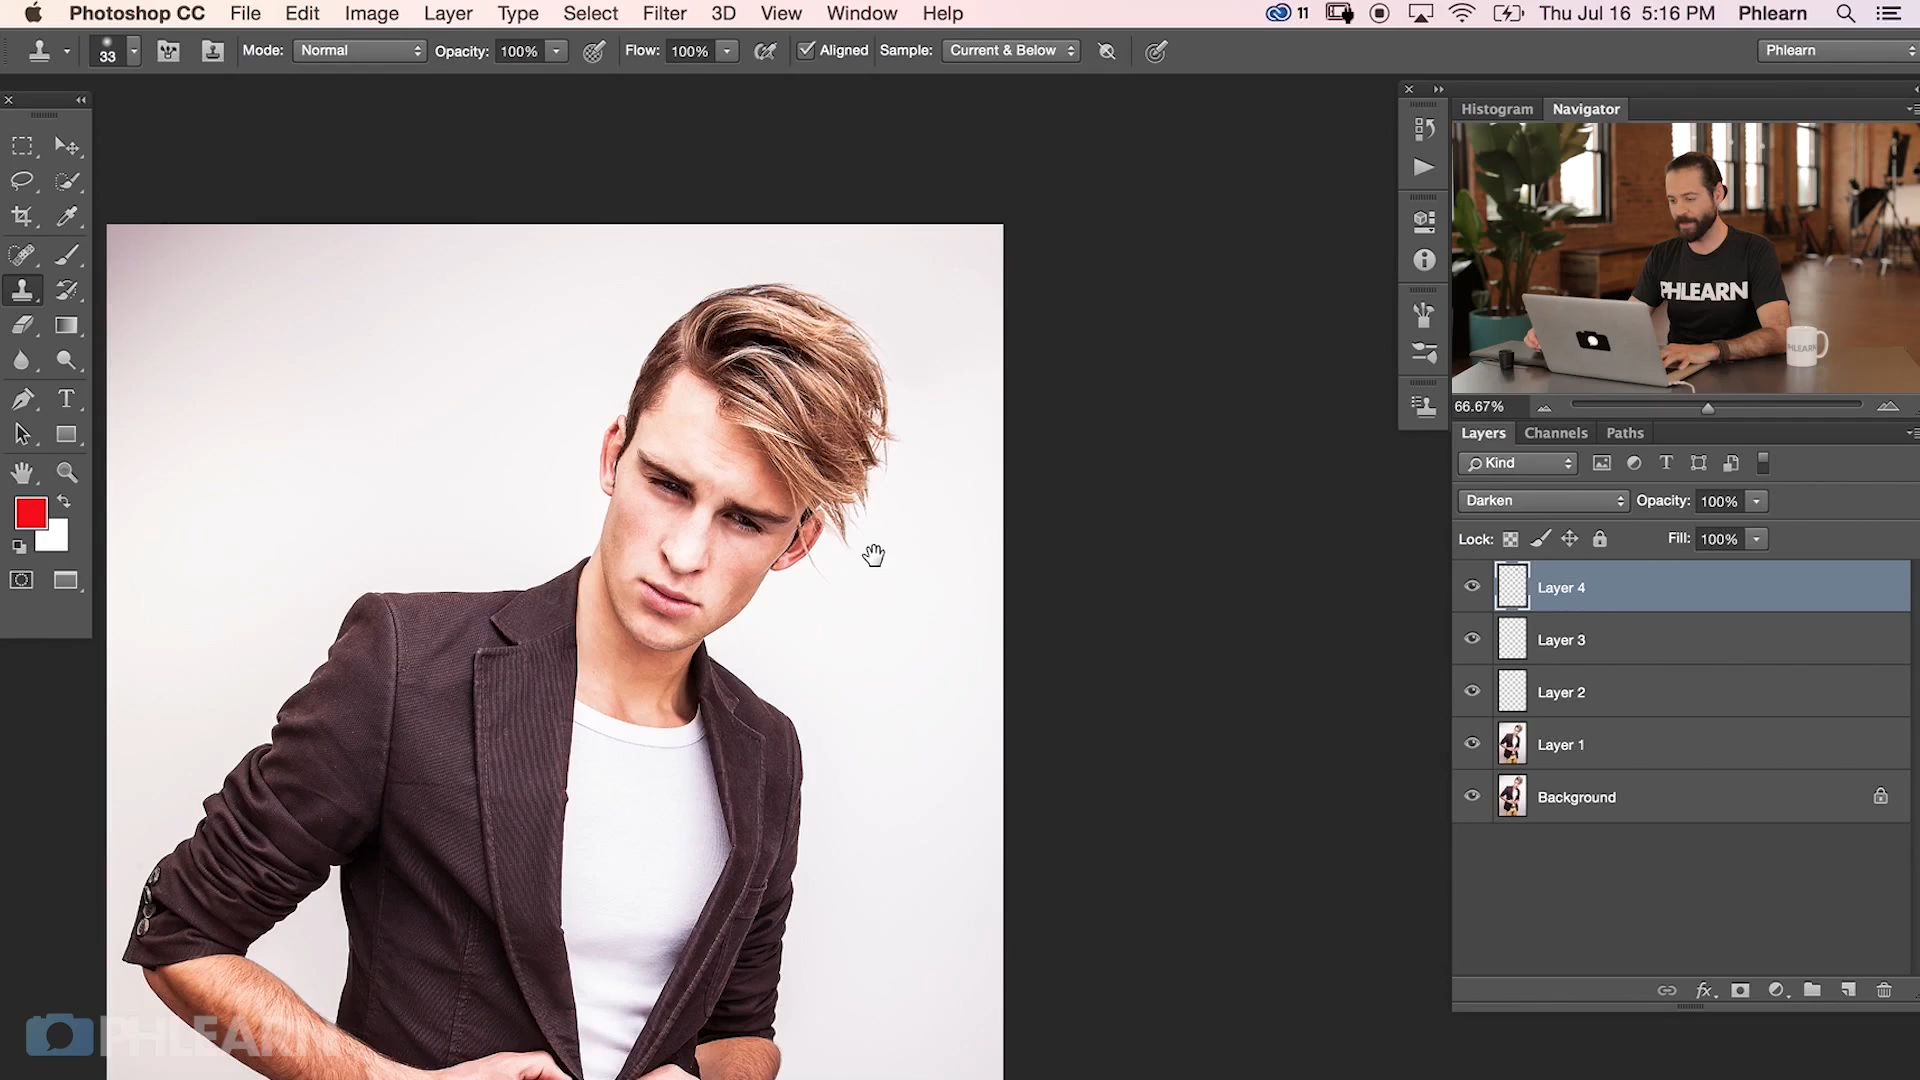 Photoshop CC File Edit Image Layer Type Select Filter 3D View Window Help 11 Thu Jul 16 5:16 PM Phlearn
33 Mode: Normal Opacity: 100% Flow: 100% Aligned Sample: Current & Below Phlearn
Histogram Navigator
PHLEARN
PHLEARN
66.67%
Layers Channels Paths
Kind
Darken Opacity: 100%
Lock: Fill: 100%
Layer 4
Layer 3
Layer 2
Layer 1
Background
fx
PHLEARN